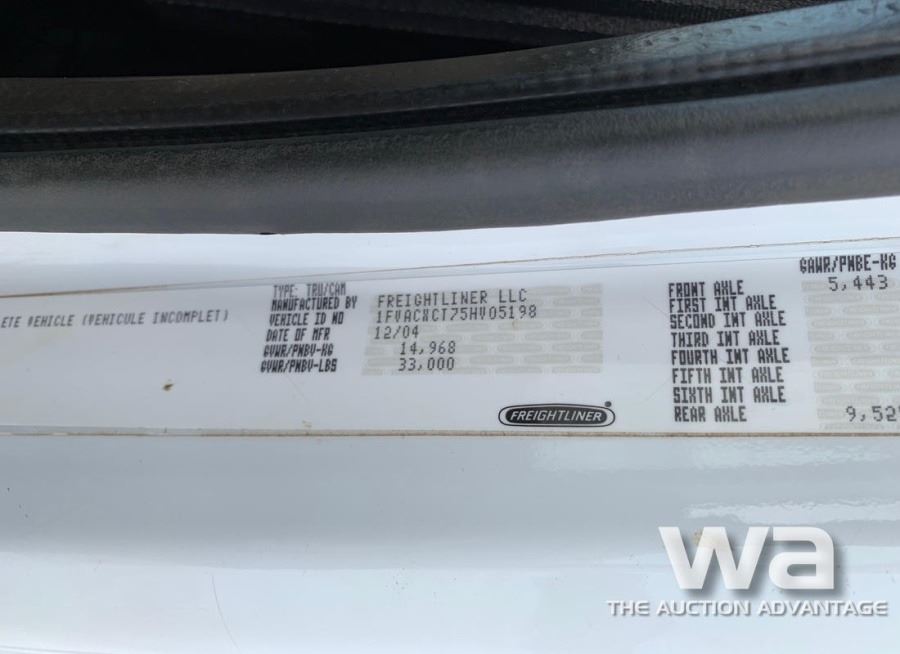 ETE VEHICLE (VEHICULE INCOMPLET)
TYPE: TRU/CAM
MANUFACTURED BY FREIGHTLINER LLC
VEHICLE ID NO 1FVACXCT75HV05198
DATE OF MFR 12/04
GVWR/PNBV-KG 14,968
GVWR/PNBV-LBS 33,000
FREIGHTLINER
GAWR/PNBE-KG
FRONT AXLE 5,443
FIRST INT AXLE
SECOND INT AXLE
THIRD INT AXLE
FOURTH INT AXLE
FIFTH INT AXLE
SIXTH INT AXLE
REAR AXLE 9,52
wa
THE AUCTION ADVANTAGE